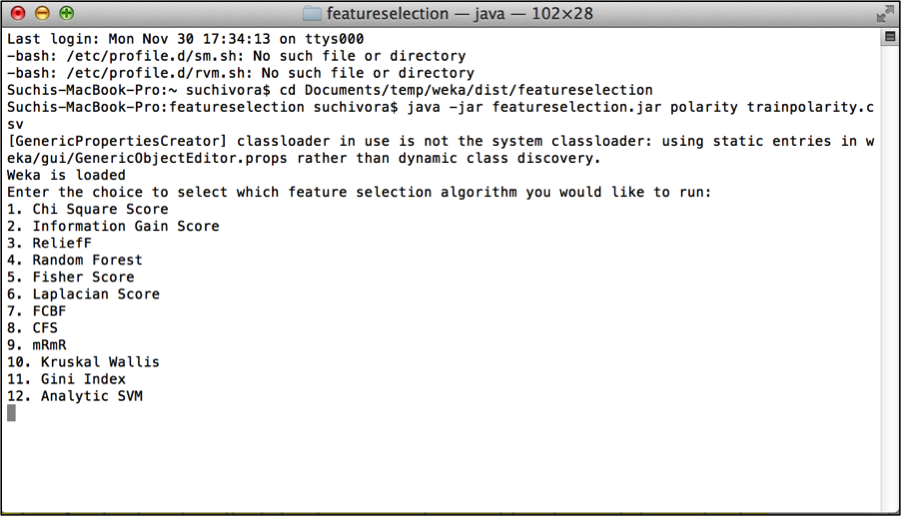 featureselection — java — 102×28
Last login: Mon Nov 30 17:34:13 on ttys000
-bash: /etc/profile.d/sm.sh: No such file or directory
-bash: /etc/profile.d/rvm.sh: No such file or directory
Suchis-MacBook-Pro:~ suchivora$ cd Documents/temp/weka/dist/featureselection
Suchis-MacBook-Pro:featureselection suchivora$ java -jar featureselection.jar polarity trainpolarity.c
sv
[GenericPropertiesCreator] classloader in use is not the system classloader: using static entries in w
eka/gui/GenericObjectEditor.props rather than dynamic class discovery.
Weka is loaded
Enter the choice to select which feature selection algorithm you would like to run:
1. Chi Square Score
2. Information Gain Score
3. ReliefF
4. Random Forest
5. Fisher Score
6. Laplacian Score
7. FCBF
8. CFS
9. mRmR
10. Kruskal Wallis
11. Gini Index
12. Analytic SVM